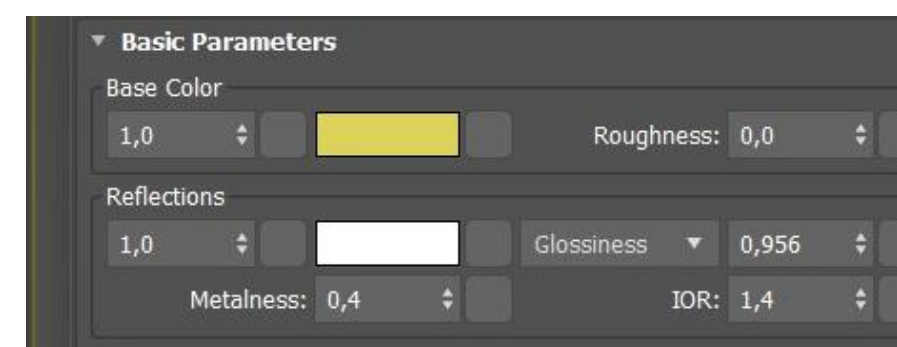 Basic Parameters
Base Color
1,0 Roughness: 0,0
Reflections
1,0 Glossiness 0,956
Metalness: 0,4 IOR: 1,4